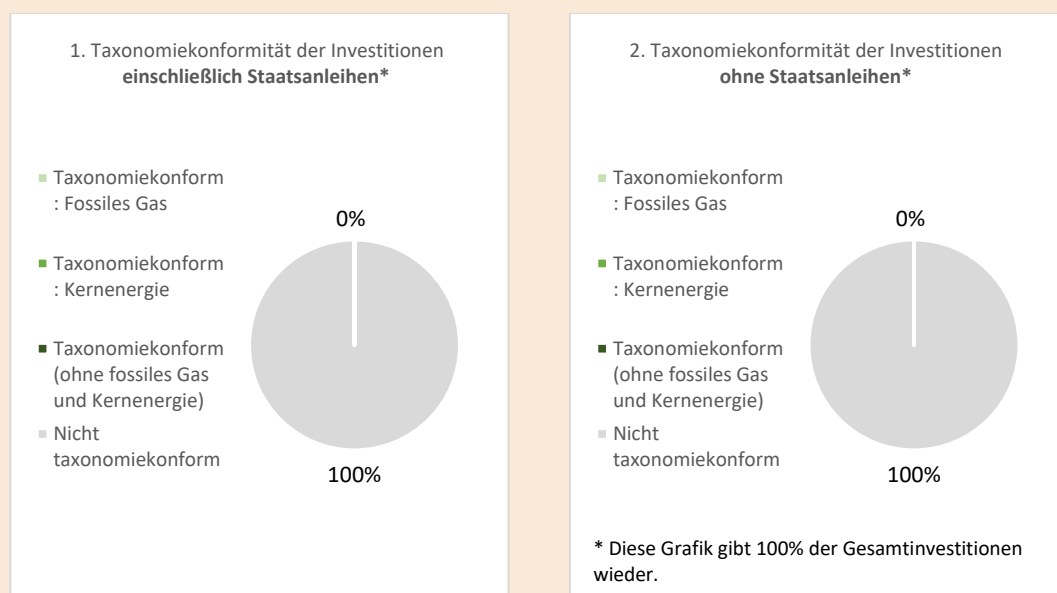 1. Taxonomiekonformität der Investitionen
einschließlich Staatsanleihen*
Taxonomiekonform
: Fossiles Gas
Taxonomiekonform
: Kernenergie
Taxonomiekonform
(ohne fossiles Gas
und Kernenergie)
Nicht
taxonomiekonform
0%
100%
2. Taxonomiekonformität der Investitionen
ohne Staatsanleihen*
Taxonomiekonform
: Fossiles Gas
Taxonomiekonform
: Kernenergie
Taxonomiekonform
(ohne fossiles Gas
und Kernenergie)
Nicht
taxonomiekonform
0%
100%
* Diese Grafik gibt 100% der Gesamtinvestitionen
wieder.